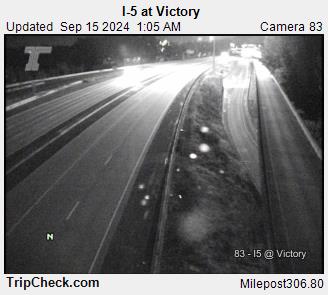 I-5 at Victory
Updated Sep 15 2024 1:05 AM Camera 83
T
N
83 - I5 @ Victory
TripCheck.com Milepost306.80